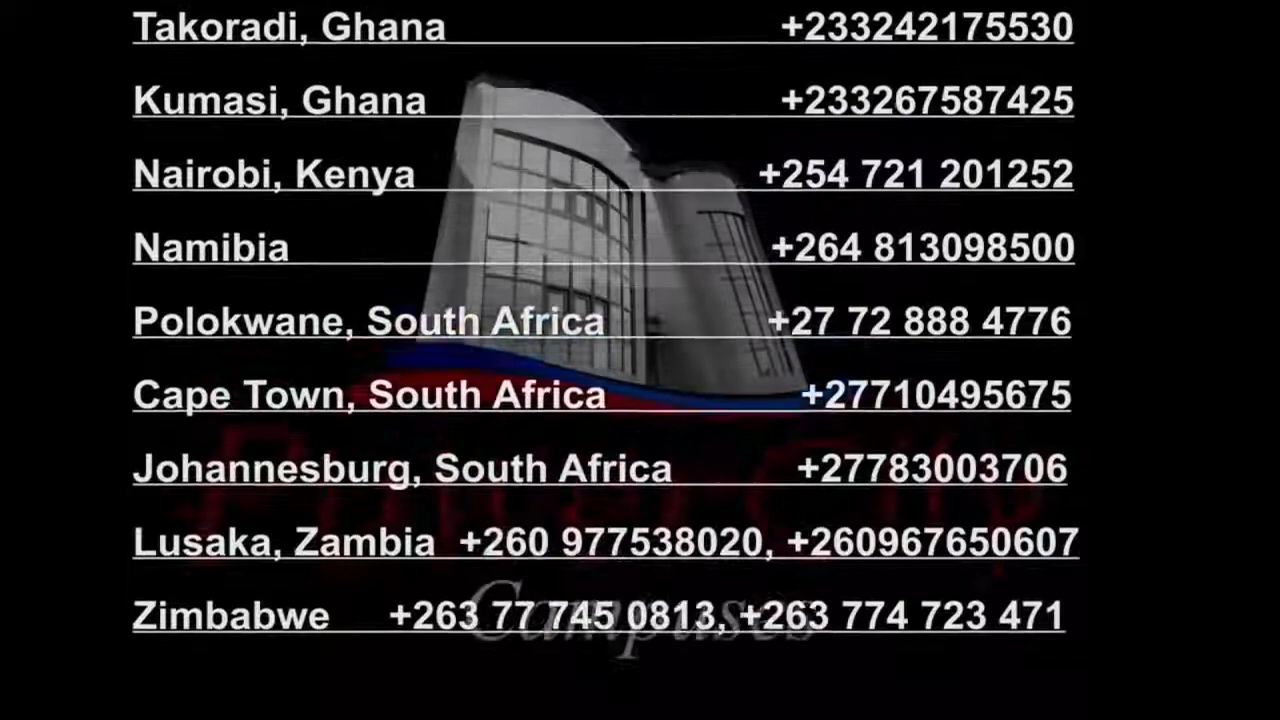 Takoradi, Ghana +233242175530
Kumasi, Ghana +233267587425
Nairobi, Kenya +254 721 201252
Namibia +264 813098500
Polokwane, South Africa +27 72 888 4776
Cape Town, South Africa +27710495675
Johannesburg, South Africa +27783003706
Lusaka, Zambia +260 977538020, +260967650607
Zimbabwe +263 77 745 0813, +263 774 723 471
Campuses